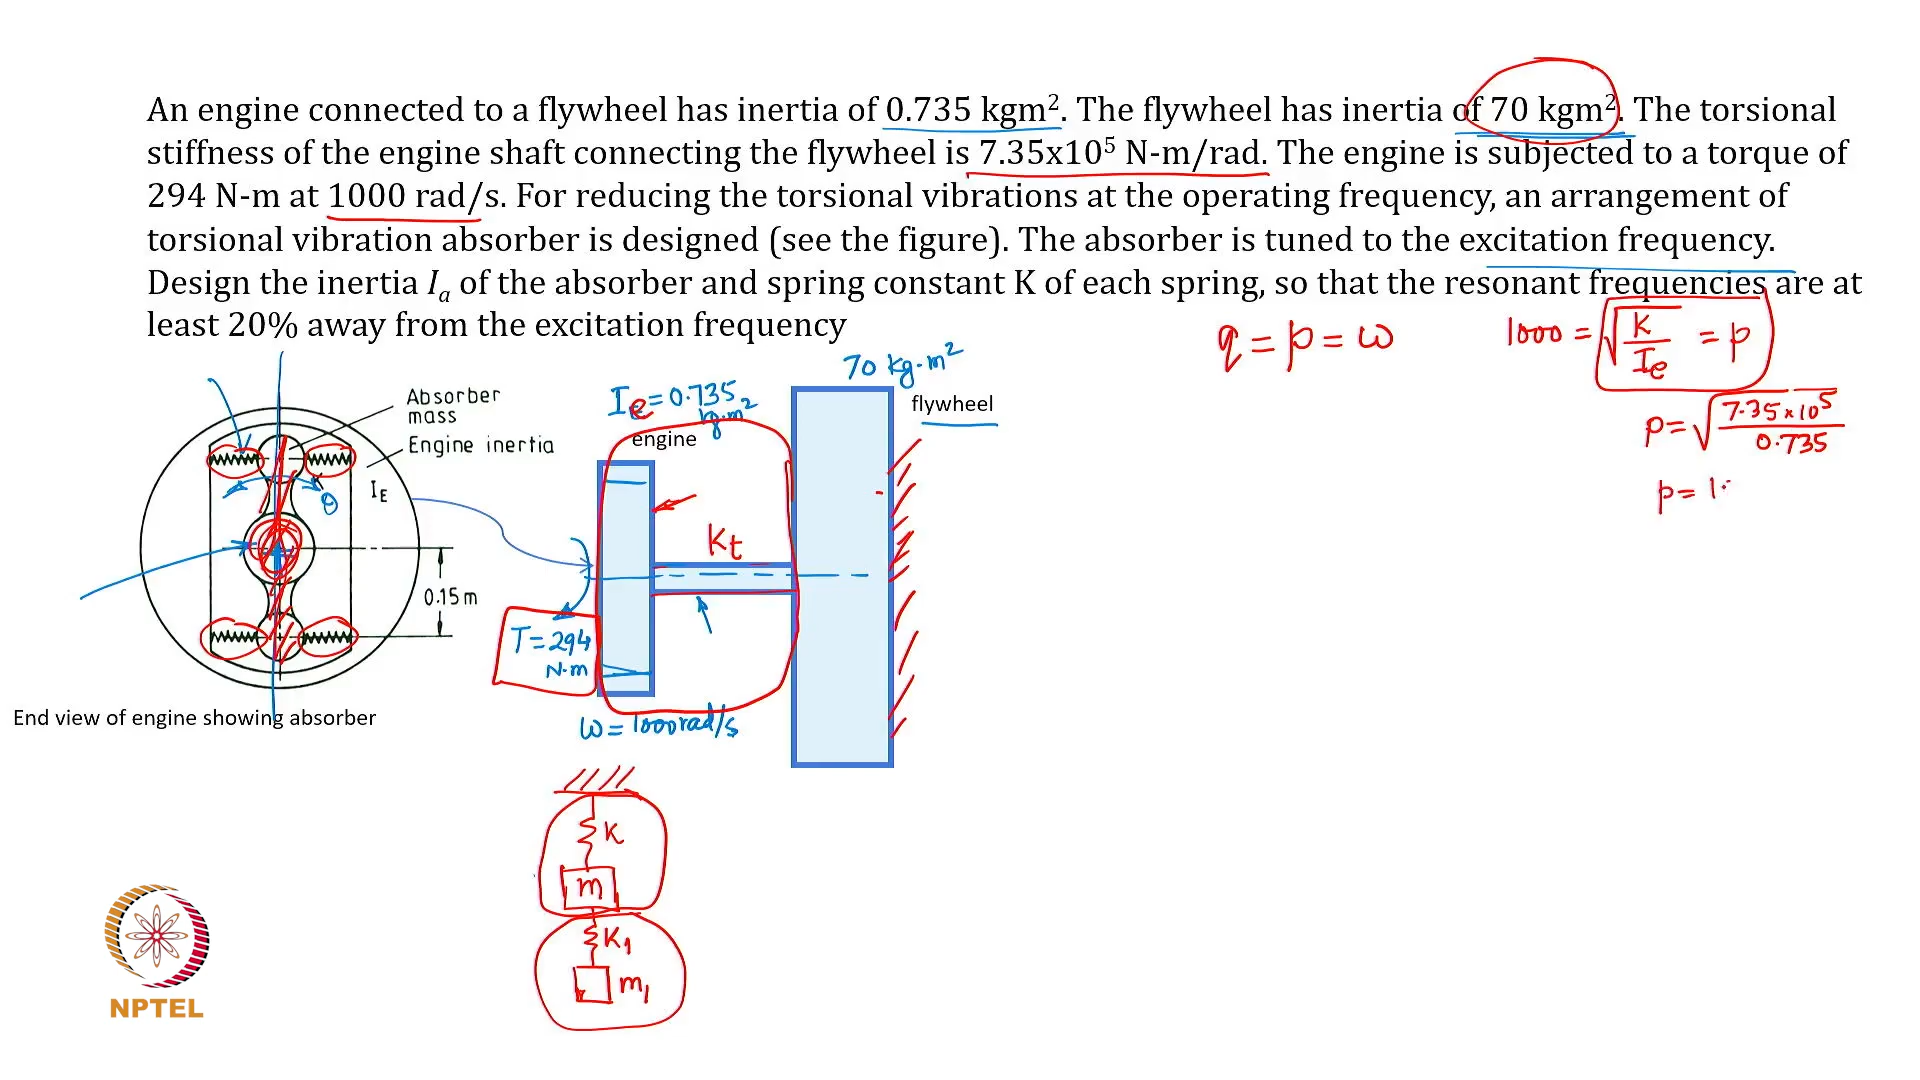 An engine connected to a flywheel has inertia of 0.735 kgm². The flywheel has inertia of 70 kgm². The torsional
stiffness of the engine shaft connecting the flywheel is 7.35x10⁵ N-m/rad. The engine is subjected to a torque of
294 N-m at 1000 rad/s. For reducing the torsional vibrations at the operating frequency, an arrangement of
torsional vibration absorber is designed (see the figure). The absorber is tuned to the excitation frequency.
Design the inertia Iₐ of the absorber and spring constant K of each spring, so that the resonant frequencies are at
least 20% away from the excitation frequency
q = p = ω
1000 = √(K/Ie) = p
p = √(7.35×10⁵/0.735)
p = 1
Absorber
mass
Engine inertia
I_E
K
θ
0.15m
End view of engine showing absorber
Ie = 0.735
kg.m²
engine
70 kg.m²
flywheel
Kt
T = 294
N.m
ω = 1000 rad/s
K
m
K₁
m₁
NPTEL